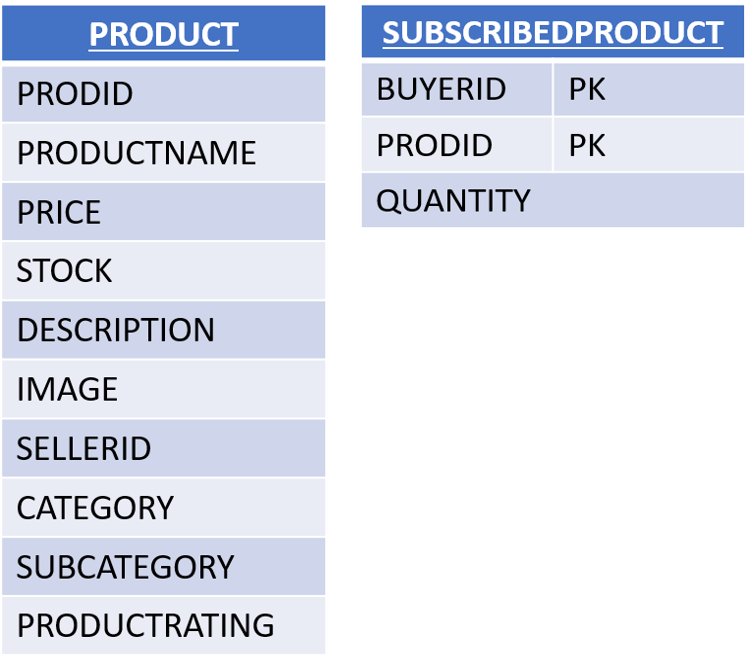 PRODUCT
PRODID
PRODUCTNAME
PRICE
STOCK
DESCRIPTION
IMAGE
SELLERID
CATEGORY
SUBCATEGORY
PRODUCTRATING
SUBSCRIBEDPRODUCT
BUYERID PK
PRODID PK
QUANTITY